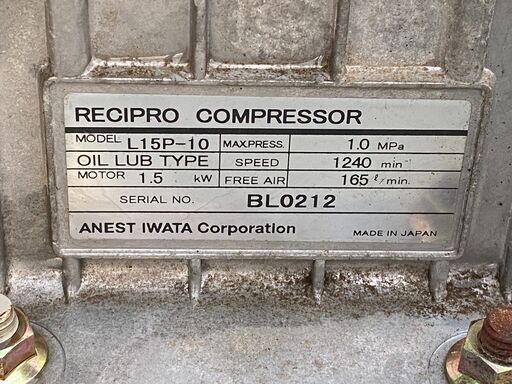 RECIPRO COMPRESSOR
MODEL L15P-10 MAX.PRESS. 1.0 MPa
OIL LUB TYPE SPEED 1240 min⁻
MOTOR 1.5 kW FREE AIR 165 ℓ/min.
SERIAL NO. BL0212
ANEST IWATA Corporation MADE IN JAPAN